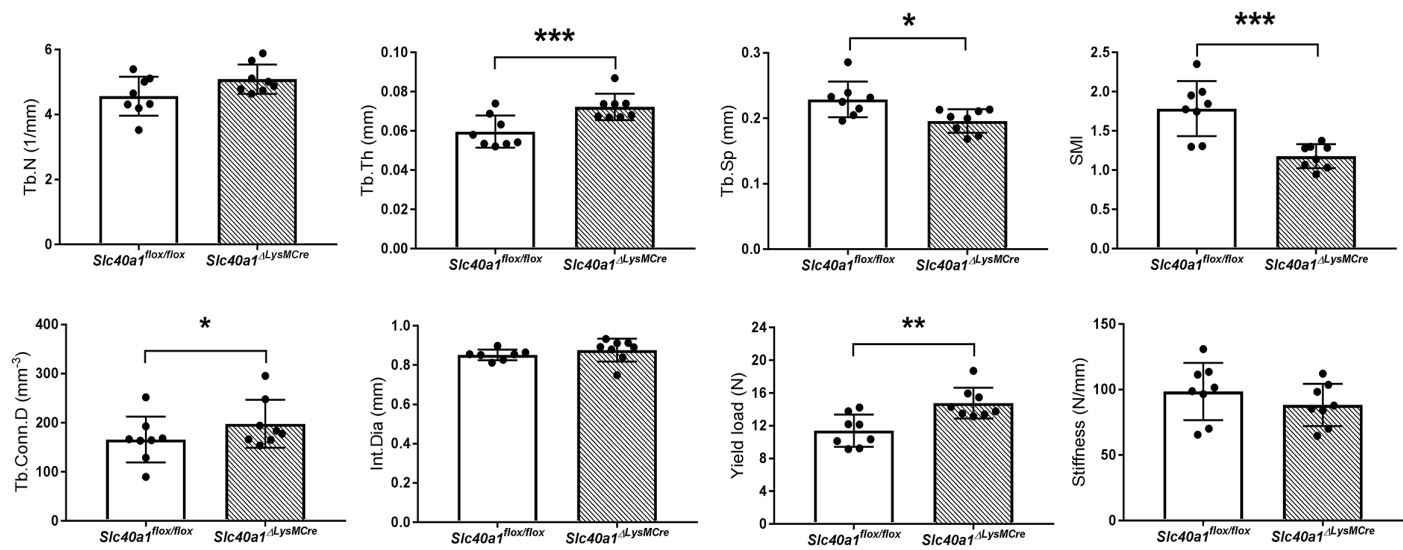 Tb.N (1/mm)
6
4
2
0
Slc40a1flox/flox
Slc40a1ΔLysMCre
***
Tb.Th (mm)
0.10
0.08
0.06
0.04
0.02
0.00
Slc40a1flox/flox
Slc40a1ΔLysMCre
*
Tb.Sp (mm)
0.3
0.2
0.1
0.0
Slc40a1flox/flox
Slc40a1ΔLysMCre
***
SMI
2.5
2.0
1.5
1.0
0.5
0.0
Slc40a1flox/flox
Slc40a1ΔLysMCre
*
Tb.Conn.D (mm-3)
400
300
200
100
0
Slc40a1flox/flox
Slc40a1ΔLysMCre
Int.Dia (mm)
1.0
0.8
0.6
0.4
0.2
0.0
Slc40a1flox/flox
Slc40a1ΔLysMCre
**
Yield load (N)
24
20
16
12
8
4
0
Slc40a1flox/flox
Slc40a1ΔLysMCre
Stiffness (N/mm)
150
100
50
0
Slc40a1flox/flox
Slc40a1ΔLysMCre